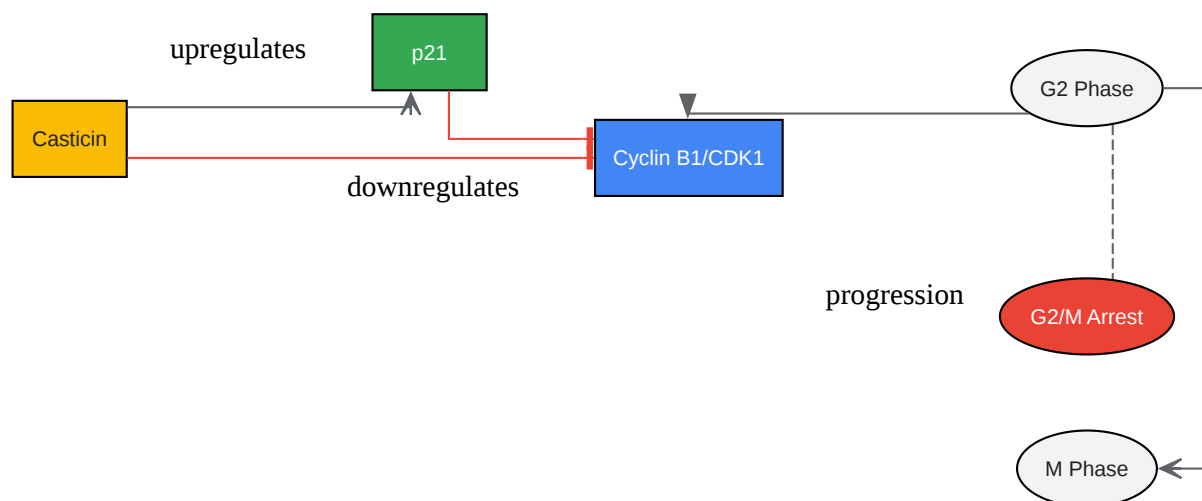 upregulates
p21
G2 Phase
Casticin
Cyclin B1/CDK1
downregulates
progression
G2/M Arrest
M Phase